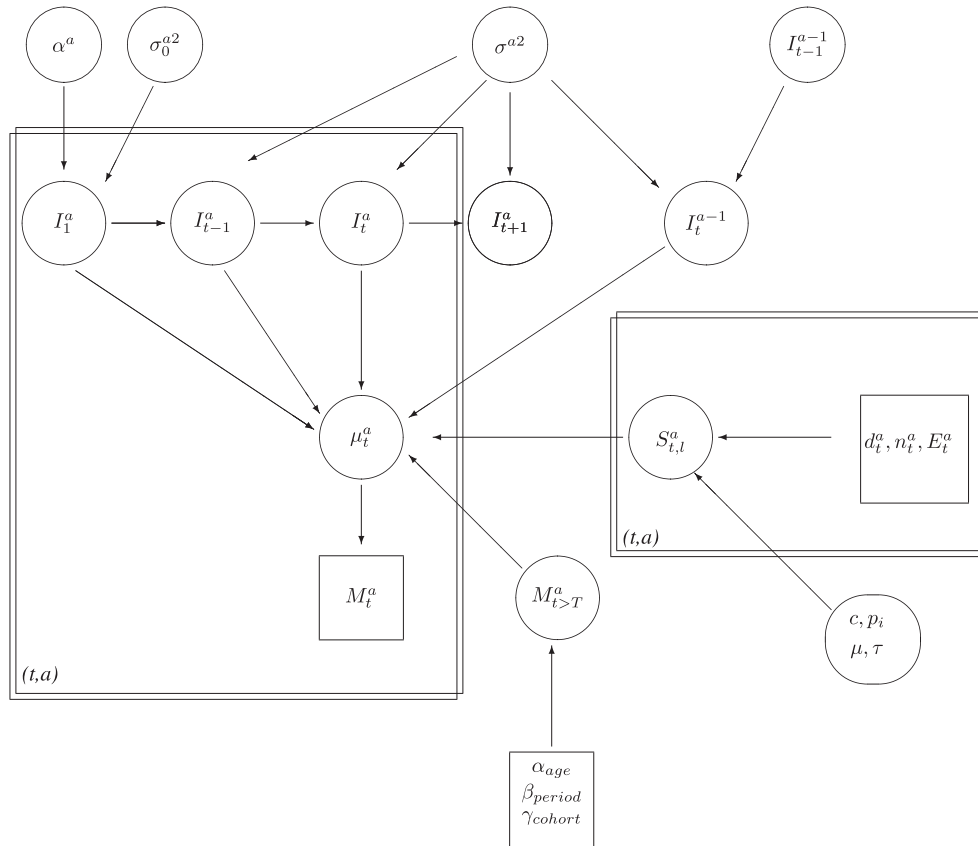 α^a
σ_0^{a2}
σ^{a2}
I_{t-1}^{a-1}
I_1^a
I_{t-1}^a
I_t^a
I_{t+1}^a
I_t^{a-1}
μ_t^a
S_{t,l}^a
d_t^a, n_t^a, E_t^a
(t,a)
M_t^a
M_{t>T}^a
c, p_i
μ, τ
(t,a)
α_{age}
β_{period}
γ_{cohort}